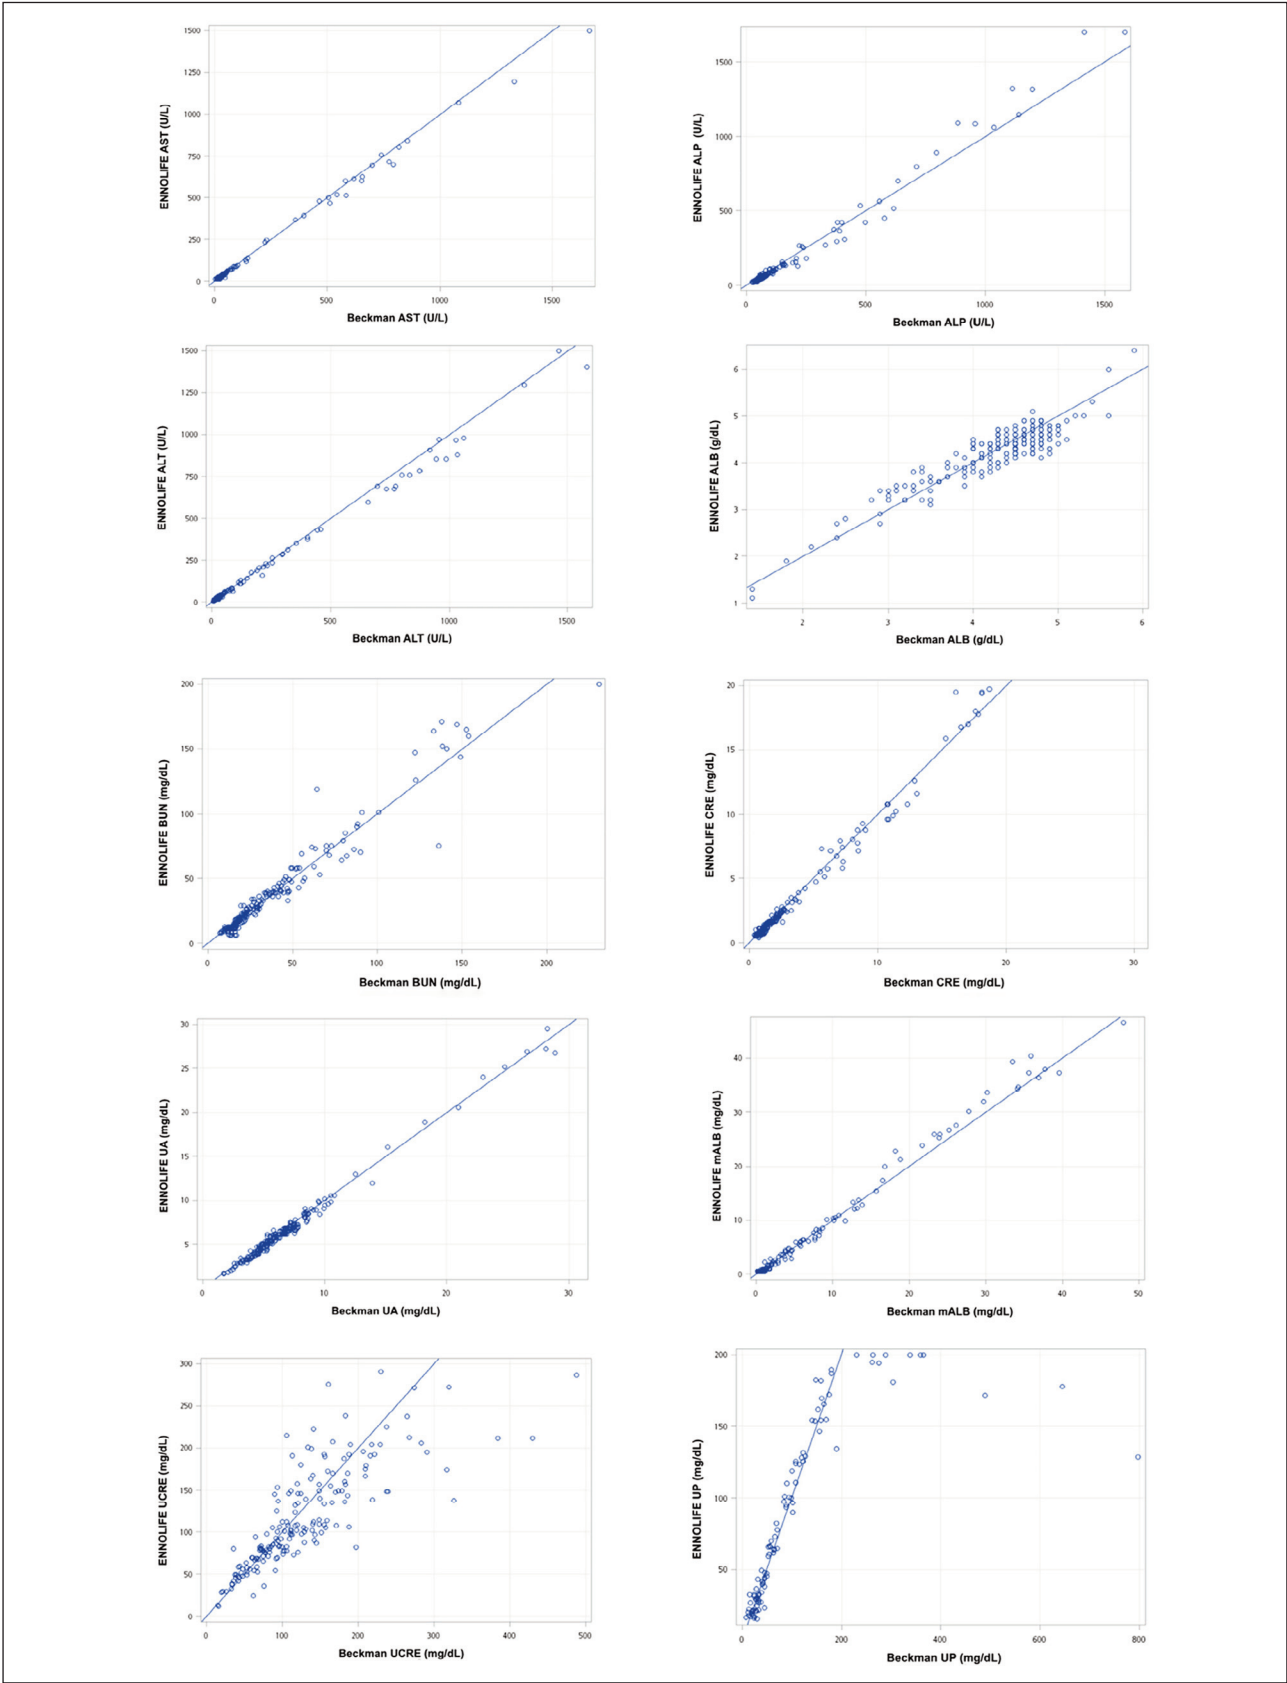 1500
1250
1000
750
500
250
0
ENNOLIFE AST (U/L)
0 500 1000 1500
Beckman AST (U/L)
1500
1000
500
0
ENNOLIFE ALP (U/L)
0 500 1000 1500
Beckman ALP (U/L)
1500
1250
1000
750
500
250
0
ENNOLIFE ALT (U/L)
0 500 1000 1500
Beckman ALT (U/L)
6
5
4
3
2
1
ENNOLIFE ALB (g/dL)
2 3 4 5 6
Beckman ALB (g/dL)
200
150
100
50
0
ENNOLIFE BUN (mg/dL)
0 50 100 150 200
Beckman BUN (mg/dL)
20
15
10
5
0
ENNOLIFE CRE (mg/dL)
0 10 20 30
Beckman CRE (mg/dL)
30
25
20
15
10
5
ENNOLIFE UA (mg/dL)
0 10 20 30
Beckman UA (mg/dL)
40
30
20
10
0
ENNOLIFE mALB (mg/dL)
0 10 20 30 40 50
Beckman mALB (mg/dL)
300
250
200
150
100
50
0
ENNOLIFE UCRE (mg/dL)
0 100 200 300 400 500
Beckman UCRE (mg/dL)
200
150
100
50
ENNOLIFE UP (mg/dL)
0 200 400 600 800
Beckman UP (mg/dL)